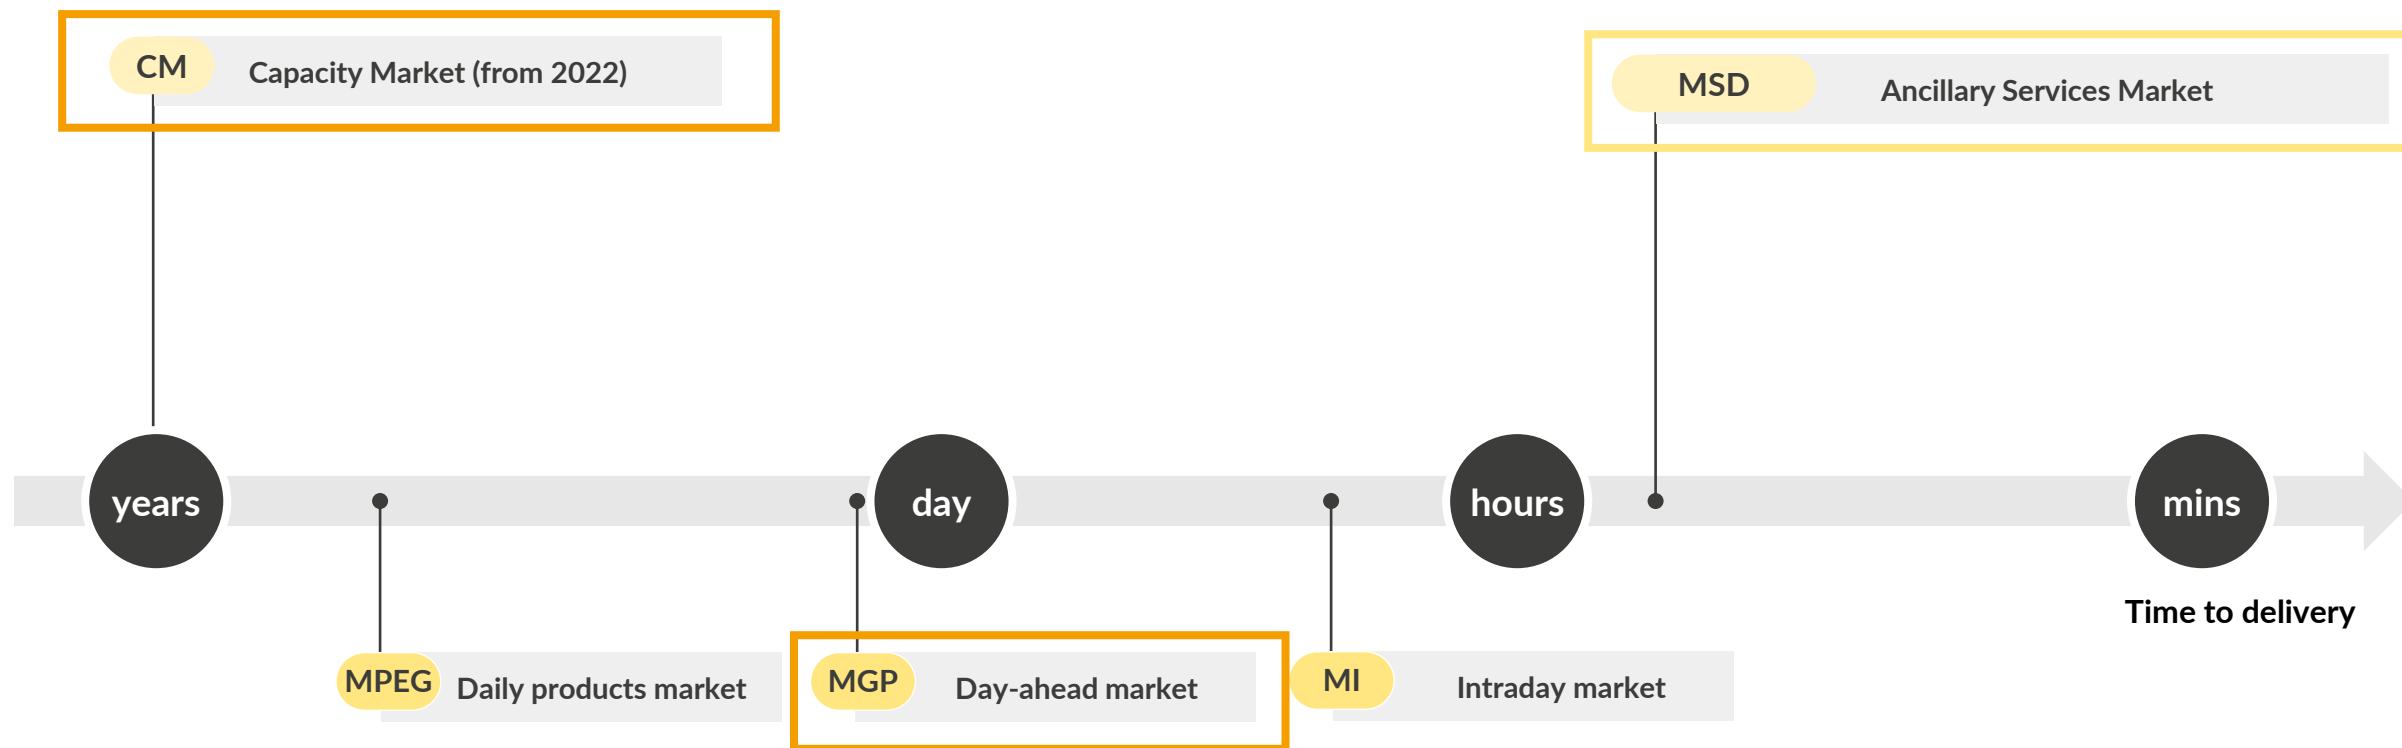 CM
Capacity Market (from 2022)
MSD
Ancillary Services Market
years
day
hours
mins
Time to delivery
MPEG
Daily products market
MGP
Day-ahead market
MI
Intraday market